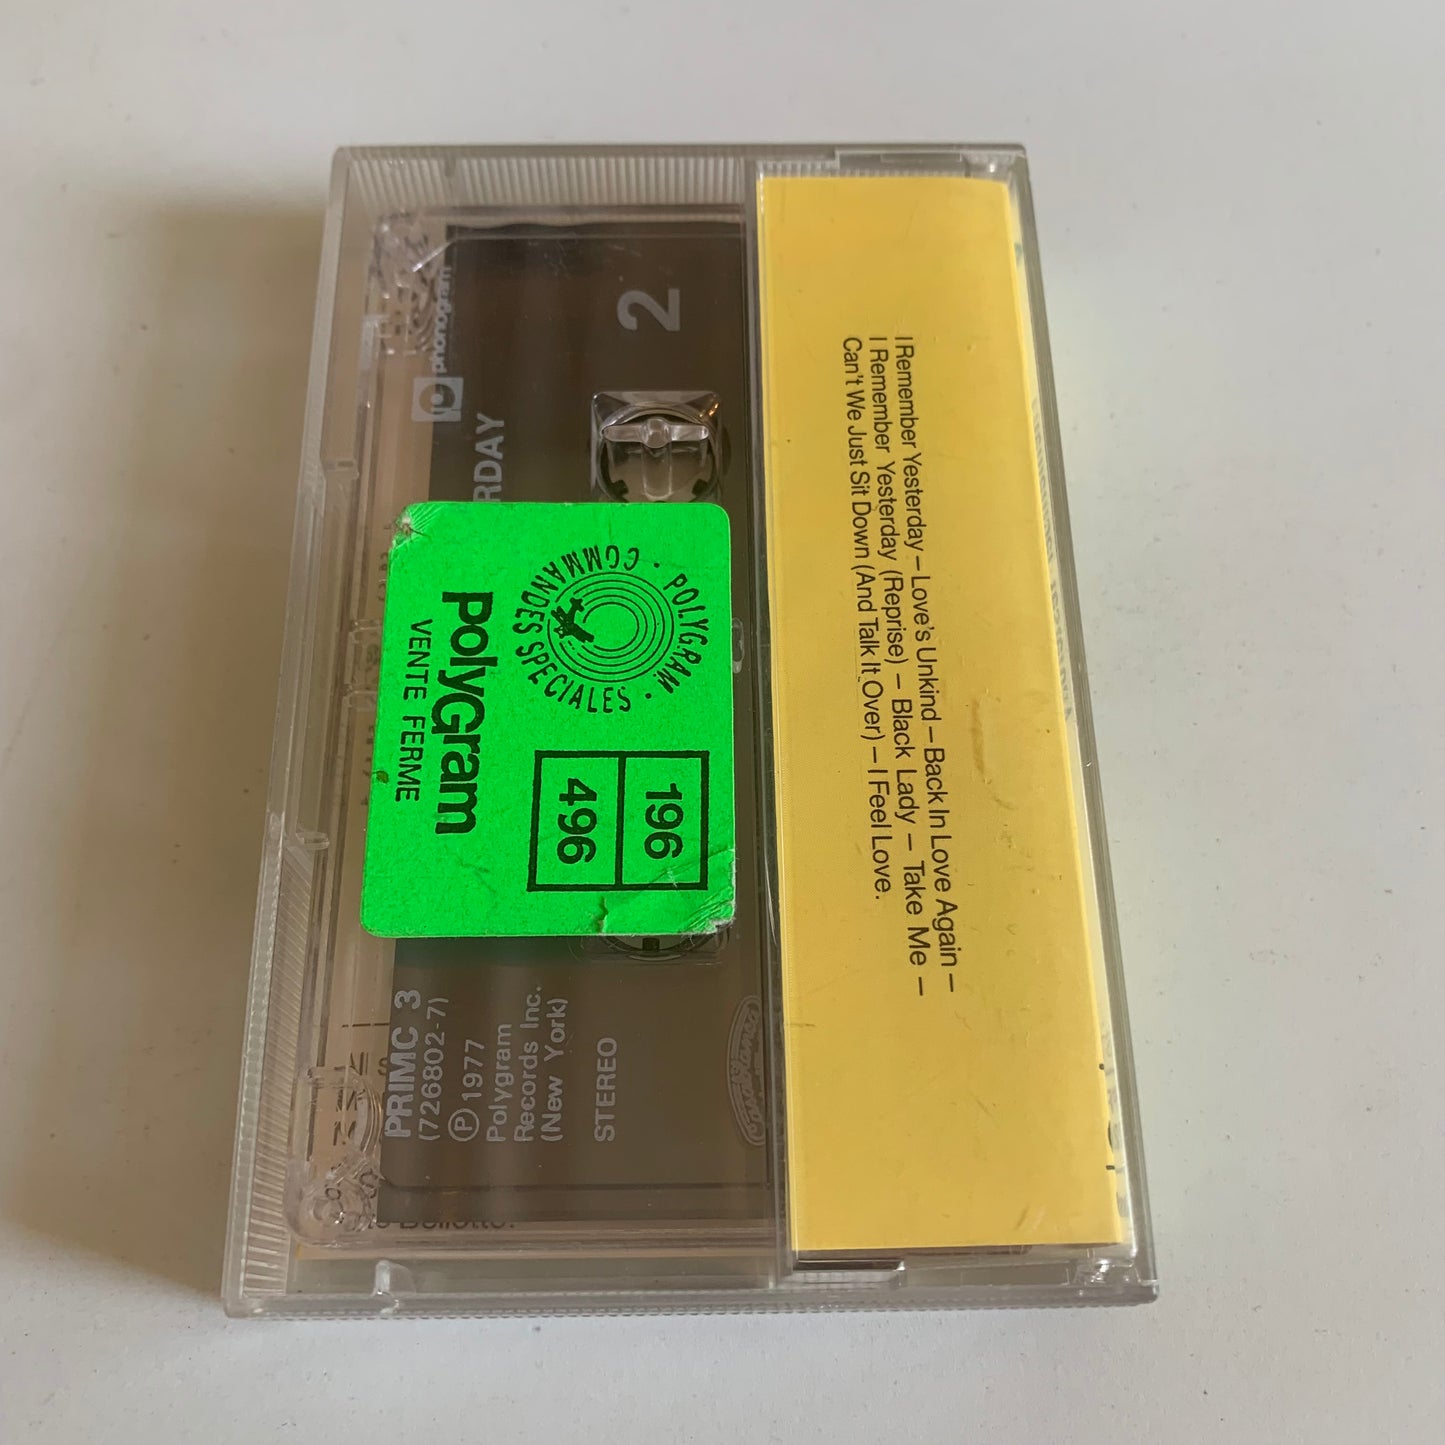 I Remember Yesterday – Love's Unkind – Back In Love Again –
I Remember Yesterday (Reprise) – Black Lady – Take Me –
Can't We Just Sit Down (And Talk It Over) – I Feel Love.
POLYGRAM · COMMANDES SPECIALES ·
196
496
PolyGram
VENTE FERME
2
phonogram
RDAY
PRIMC 3
(726802-7)
Ⓟ 1977
Polygram
Records Inc.
(New York)
STEREO